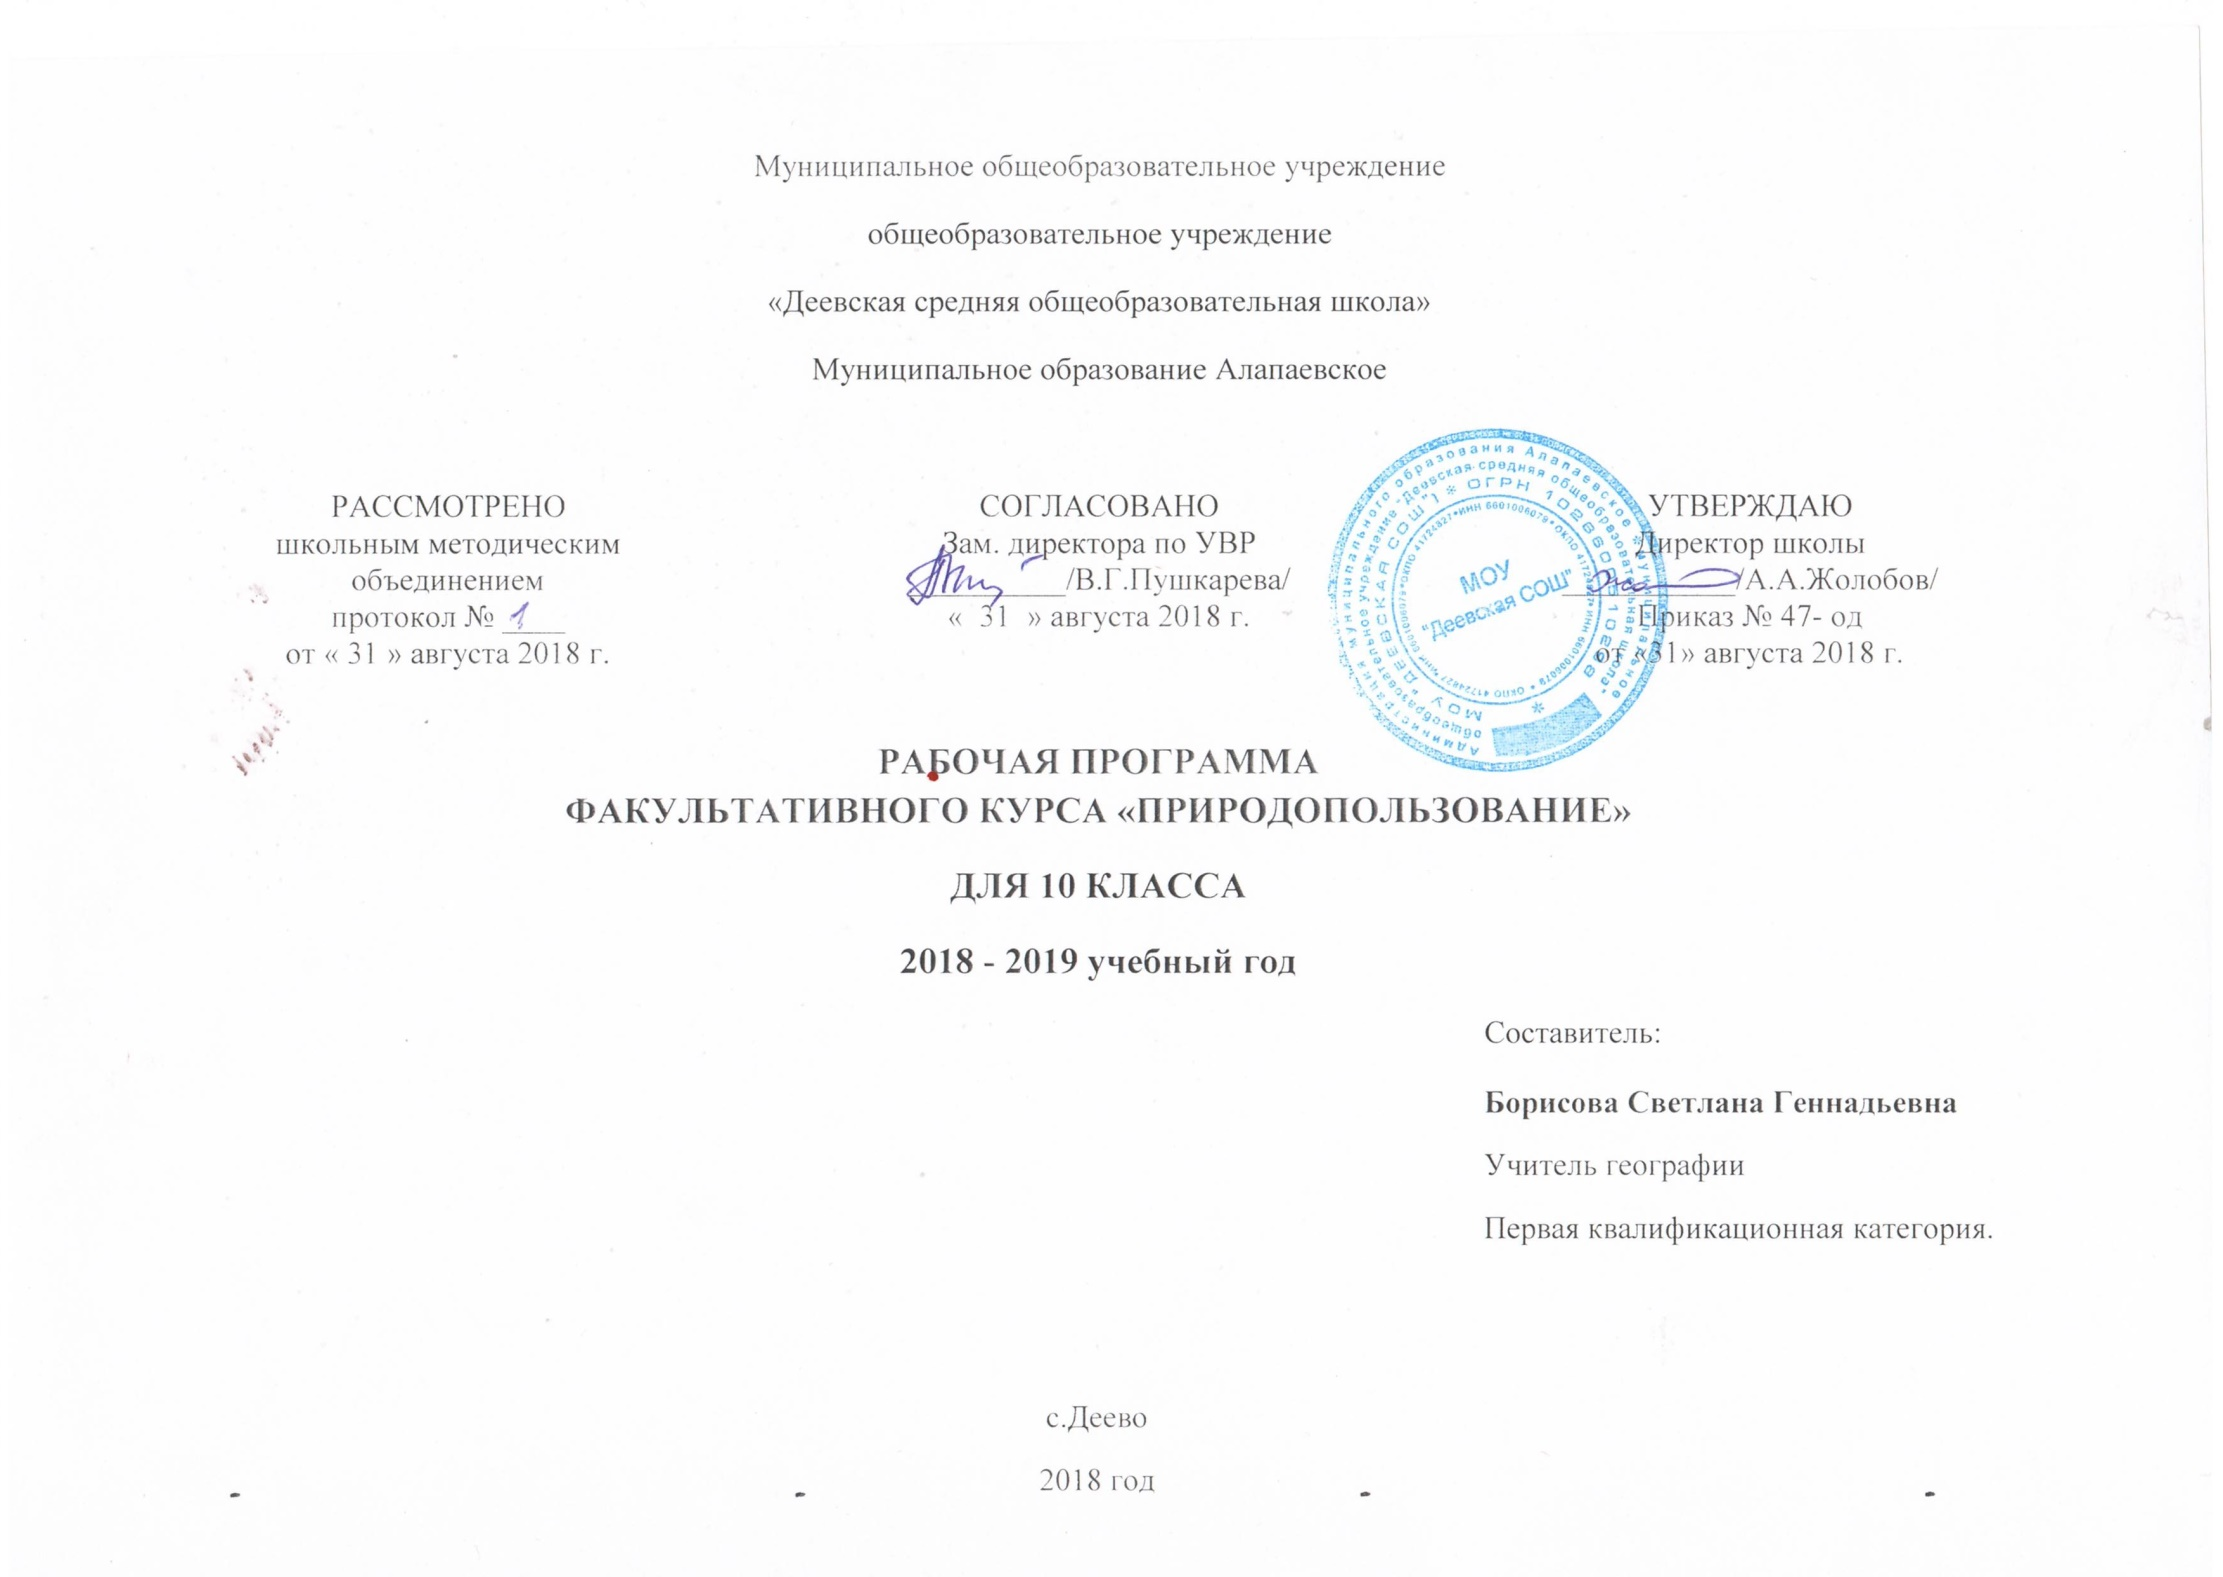 Муниципальное общеобразовательное учреждение
общеобразовательное учреждение
«Деевская средняя общеобразовательная школа»
Муниципальное образование Алапаевское
РАССМОТРЕНО
школьным методическим
объединением
протокол № 1
от « 31 » августа 2018 г.
СОГЛАСОВАНО
Зам. директора по УВР
/В.Г.Пушкарева/
« 31 » августа 2018 г.
УТВЕРЖДАЮ
Директор школы
/А.А.Жолобов/
Приказ № 47- од
от «31» августа 2018 г.
МОУ
"Деевская СОШ"
РАБОЧАЯ ПРОГРАММА
ФАКУЛЬТАТИВНОГО КУРСА «ПРИРОДОПОЛЬЗОВАНИЕ»
ДЛЯ 10 КЛАССА
2018 - 2019 учебный год
Составитель:
Борисова Светлана Геннадьевна
Учитель географии
Первая квалификационная категория.
с.Деево
2018 год